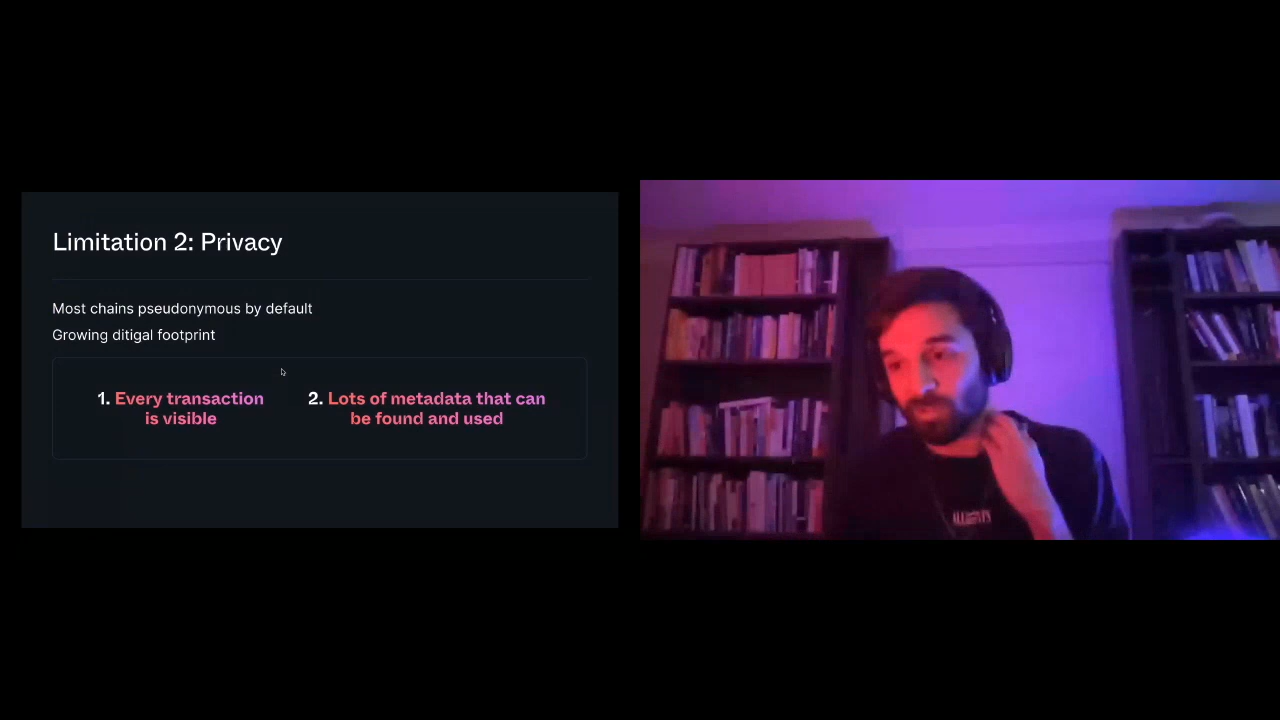 Limitation 2: Privacy
Most chains pseudonymous by default
Growing ditigal footprint
1. Every transaction
is visible
2. Lots of metadata that can
be found and used